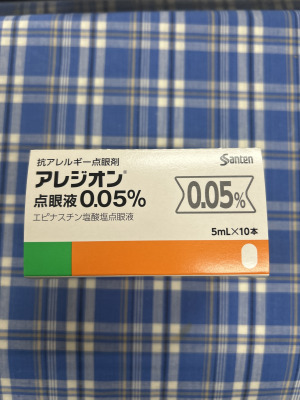 抗アレルギー点眼剤
アレジオン®
点眼液0.05%
エピナスチン塩酸塩点眼液
Santen
0.05%
5mL×10本